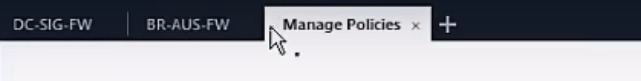 DC-SIG-FW BR-AUS-FW Manage Policies × +